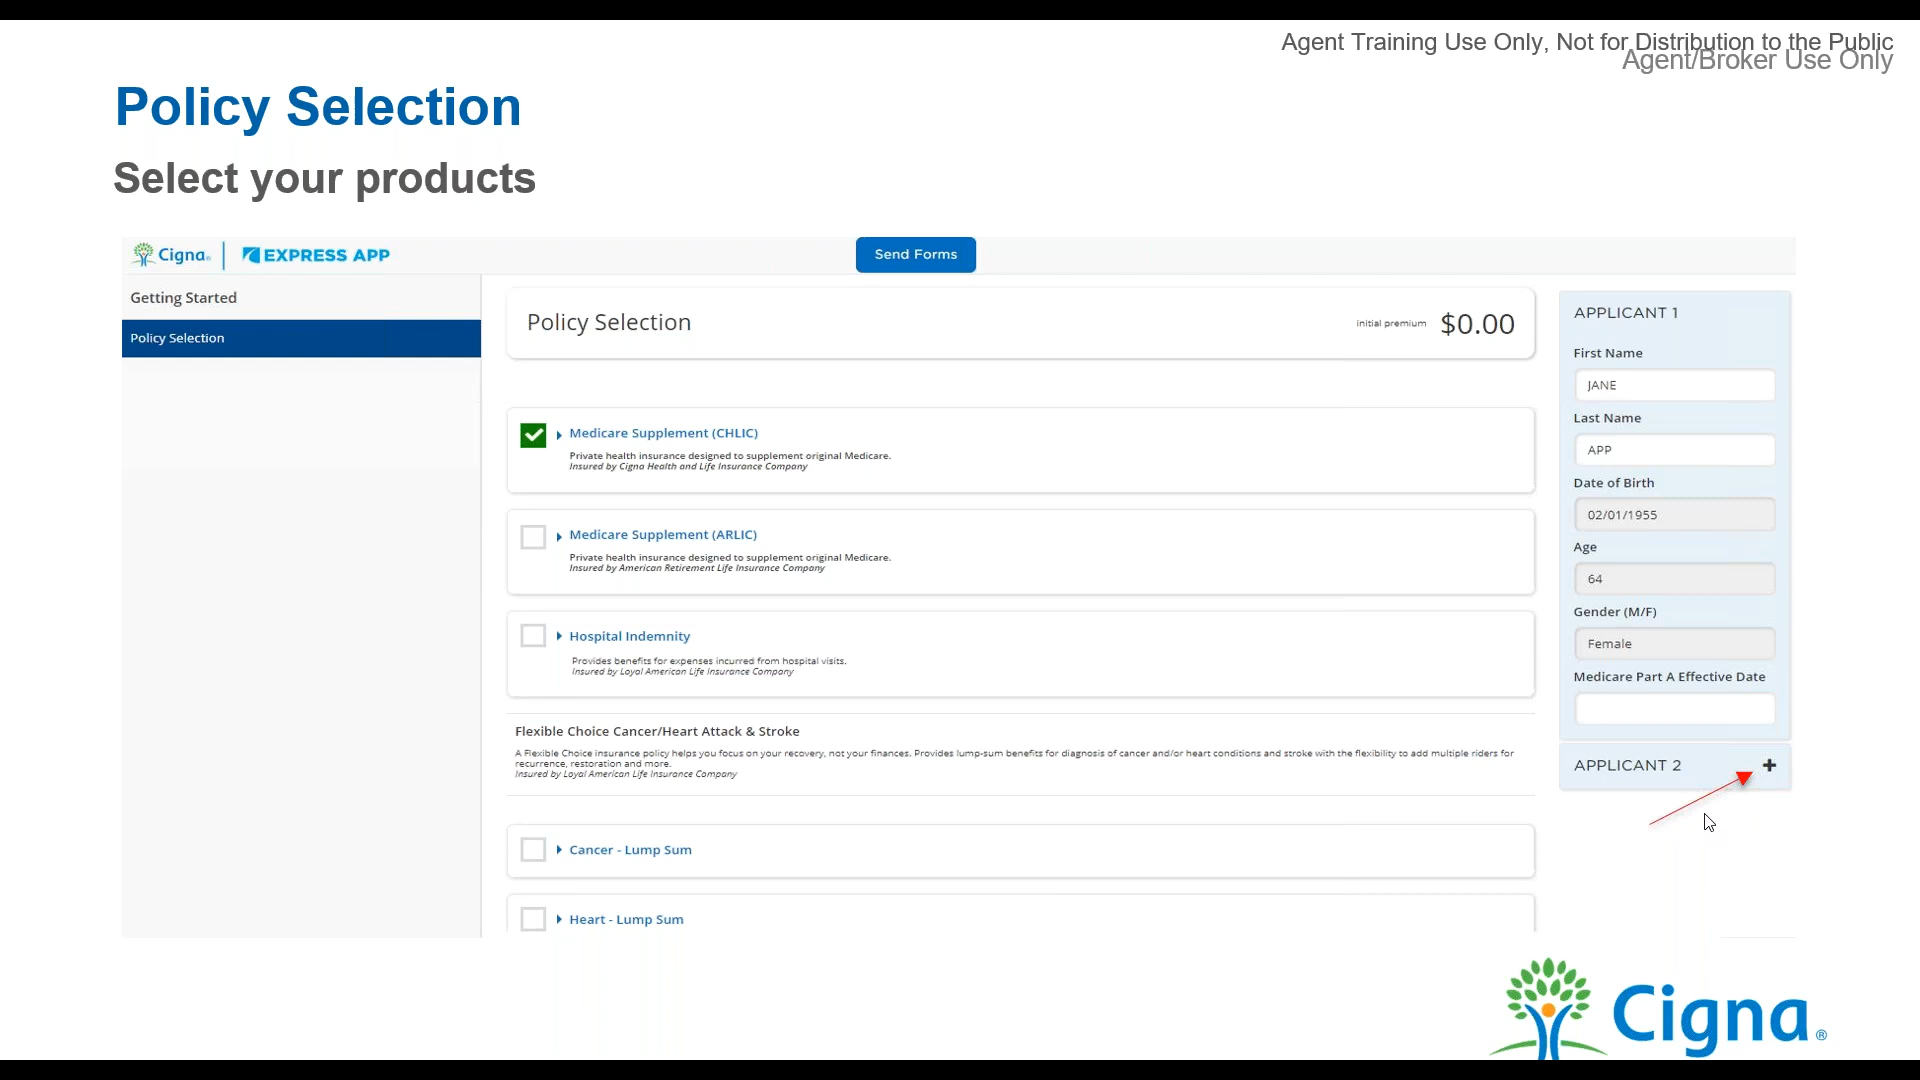 Agent Training Use Only, Not for Distribution to the Public
Agent/Broker Use Only
Policy Selection
Select your products
Cigna.
EXPRESS APP
Send Forms
Getting Started
Policy Selection
Policy Selection
initial premium $0.00
Medicare Supplement (CHLIC)
Private health insurance designed to supplement original Medicare.
Insured by Cigna Health and Life Insurance Company
Medicare Supplement (ARLIC)
Private health insurance designed to supplement original Medicare.
Insured by American Retirement Life Insurance Company
Hospital Indemnity
Provides benefits for expenses incurred from hospital visits.
Insured by Loyal American Life Insurance Company
Flexible Choice Cancer/Heart Attack & Stroke
A Flexible Choice insurance policy helps you focus on your recovery, not your finances. Provides lump-sum benefits for diagnosis of cancer and/or heart conditions and stroke with the flexibility to add multiple riders for
recurrence, restoration and more.
Insured by Loyal American Life Insurance Company
Cancer - Lump Sum
Heart - Lump Sum
APPLICANT 1
First Name
JANE
Last Name
APP
Date of Birth
02/01/1955
Age
64
Gender (M/F)
Female
Medicare Part A Effective Date
APPLICANT 2 +
Cigna®